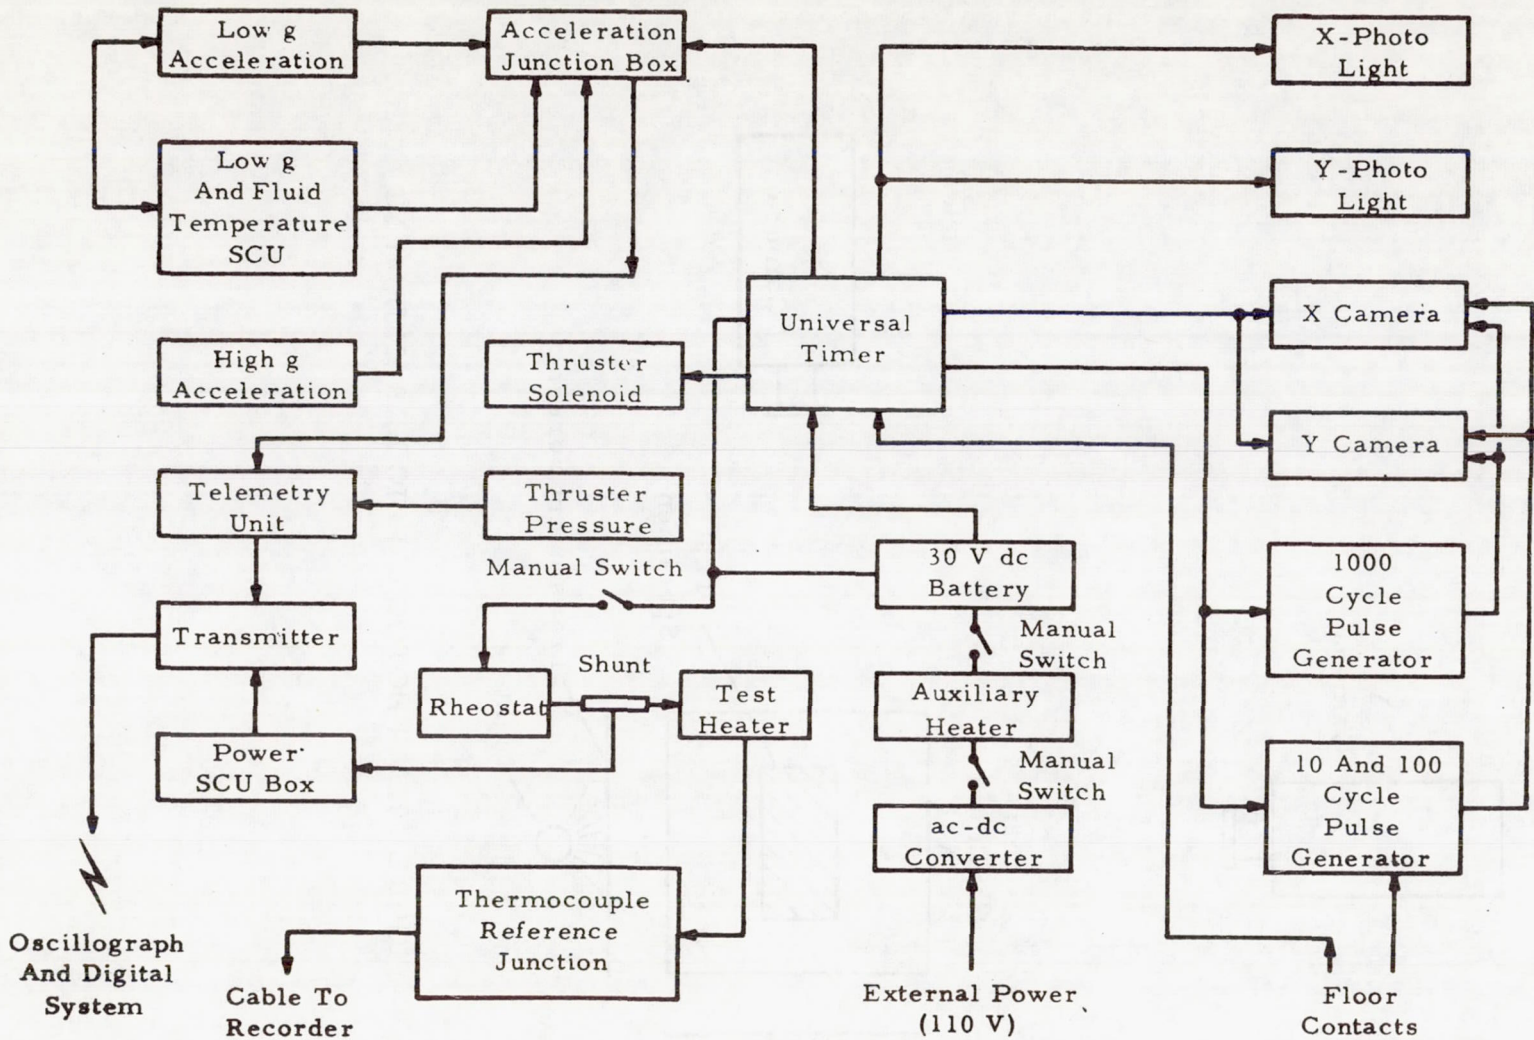 Low g
Acceleration
Acceleration
Junction Box
X-Photo
Light
Low g
And Fluid
Temperature
SCU
Y-Photo
Light
Universal
Timer
X Camera
High g
Acceleration
Thruster
Solenoid
Y Camera
Telemetry
Unit
Thruster
Pressure
Manual Switch
30 V dc
Battery
1000
Cycle
Pulse
Generator
Transmitter
Manual
Switch
Shunt
Rheostat
Test
Heater
Auxiliary
Heater
Power
SCU Box
Manual
Switch
10 And 100
Cycle
Pulse
Generator
ac-dc
Converter
Thermocouple
Reference
Junction
Oscillograph
And Digital
System
Cable To
Recorder
External Power
(110 V)
Floor
Contacts